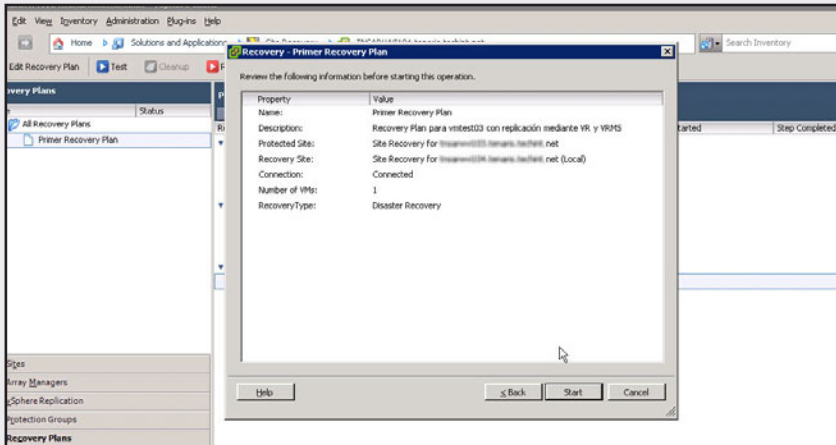 Edit View Inventory Administration Plug-ins Help
Home Solutions and Applications Site Recovery
Search Inventory
Edit Recovery Plan Test Cleanup
Recovery - Primer Recovery Plan
Review the following information before starting this operation.
Recovery Plans
Status
All Recovery Plans
Primer Recovery Plan
Property Value
Name: Primer Recovery Plan
Description: Recovery Plan para vmtest03 con replicación mediante VR y VRMS
Protected Site: Site Recovery for net
Recovery Site: Site Recovery for net (Local)
Connection: Connected
Number of VMs: 1
RecoveryType: Disaster Recovery
Step Completed
Sites
Array Managers
vSphere Replication
Protection Groups
Recovery Plans
Help < Back Start Cancel